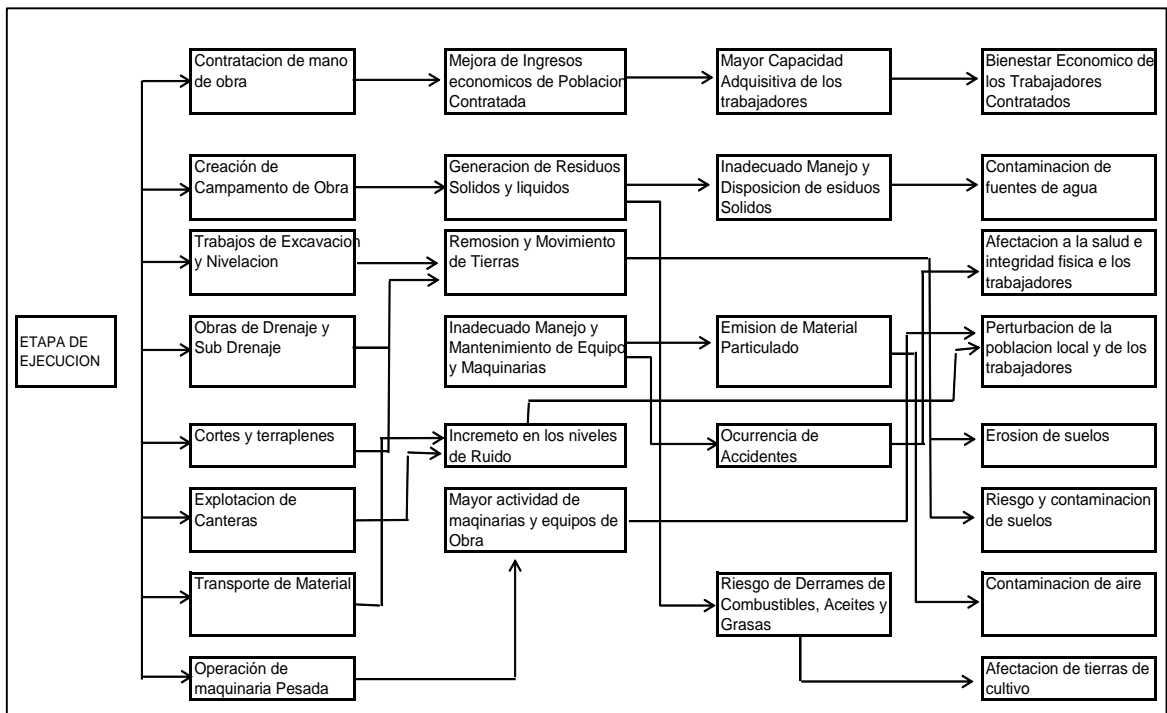 ETAPA DE
EJECUCION
Contratacion de mano
de obra
Creación de
Campamento de Obra
Trabajos de Excavacion
y Nivelacion
Obras de Drenaje y
Sub Drenaje
Cortes y terraplenes
Explotacion de
Canteras
Transporte de Material
Operación de
maquinaria Pesada
Mejora de Ingresos
economicos de Poblacion
Contratada
Generacion de Residuos
Solidos y liquidos
Remosion y Movimiento
de Tierras
Inadecuado Manejo y
Mantenimiento de Equipo
y Maquinarias
Incremeto en los niveles
de Ruido
Mayor actividad de
maqinarias y equipos de
Obra
Mayor Capacidad
Adquisitiva de los
trabajadores
Inadecuado Manejo y
Disposicion de esiduos
Solidos
Emision de Material
Particulado
Ocurrencia de
Accidentes
Riesgo de Derrames de
Combustibles, Aceites y
Grasas
Bienestar Economico de
los Trabajadores
Contratados
Contaminacion de
fuentes de agua
Afectacion a la salud e
integridad fisica e los
trabajadores
Perturbacion de la
poblacion local y de los
trabajadores
Erosion de suelos
Riesgo y contaminacion
de suelos
Contaminacion de aire
Afectacion de tierras de
cultivo